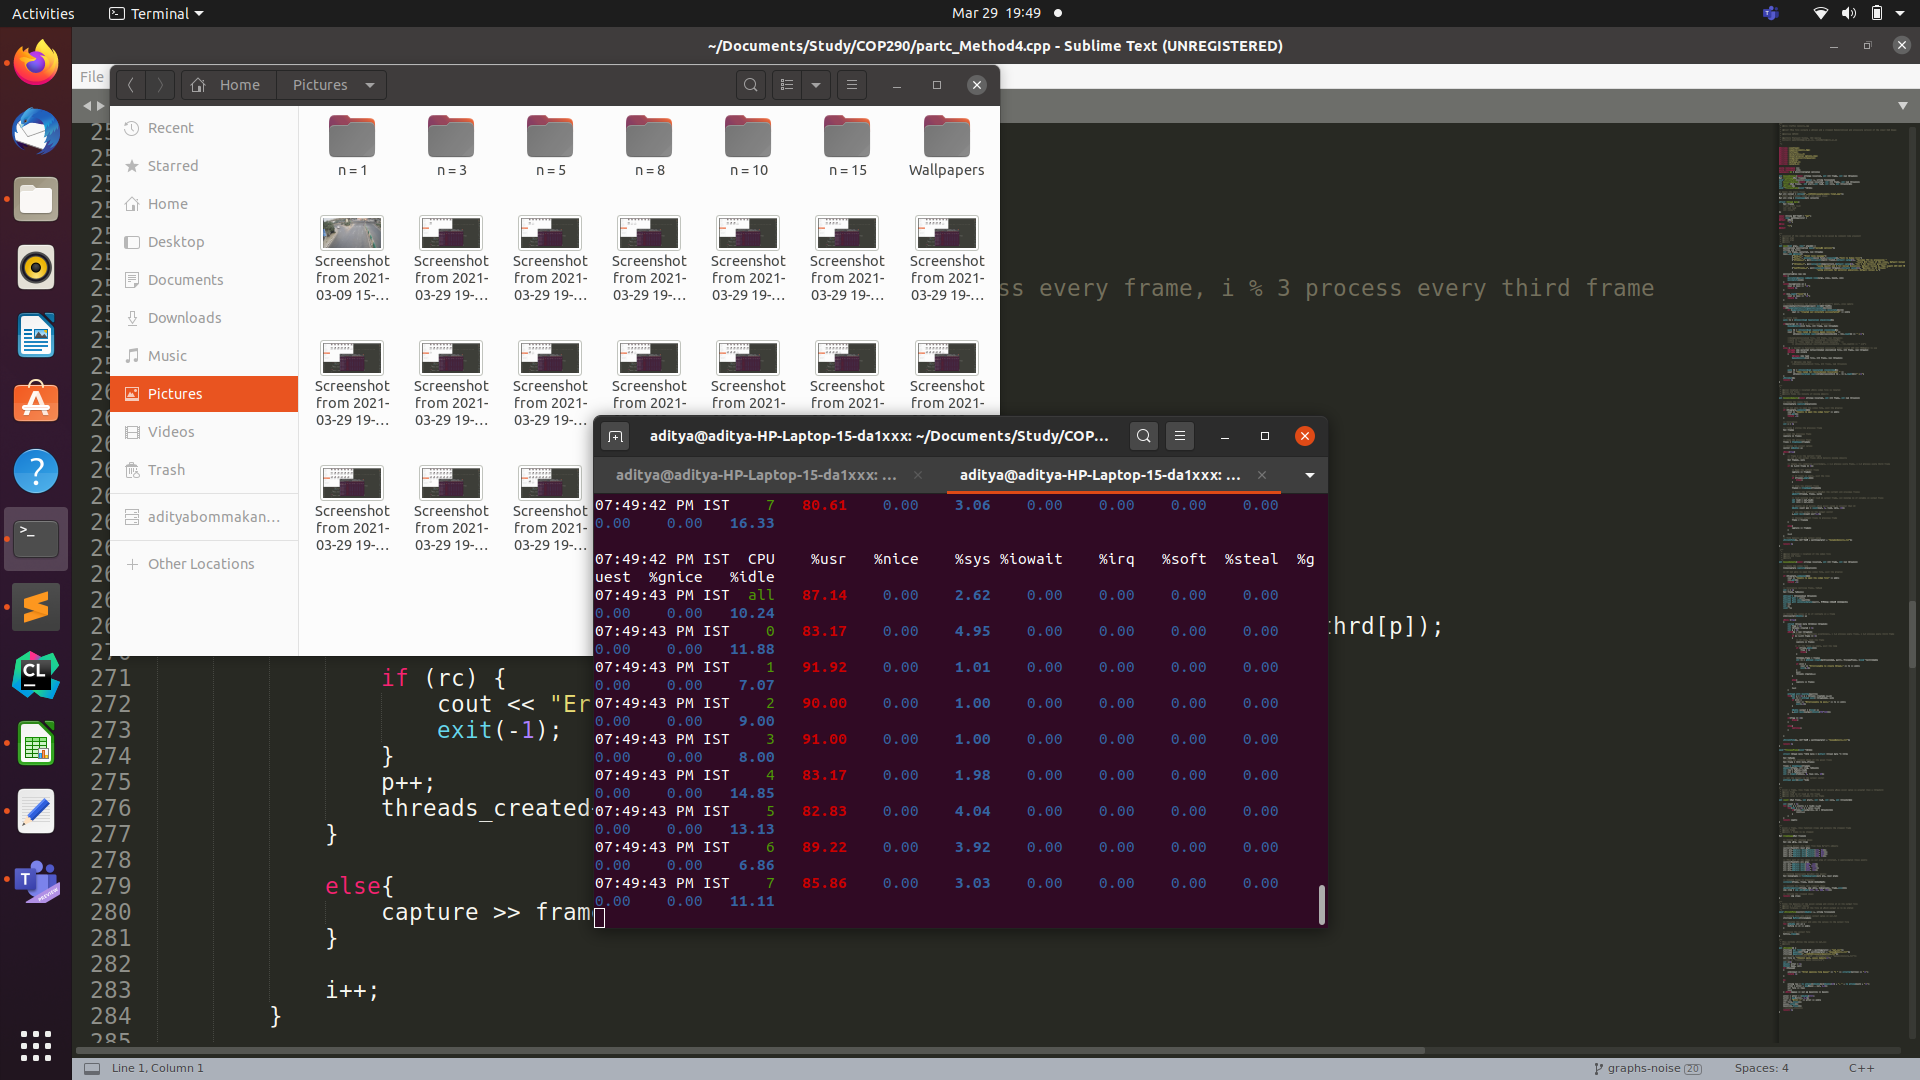 Activities
Terminal
Mar 29 19:49
~/Documents/Study/COP290/partc_Method4.cpp - Sublime Text (UNREGISTERED)
File
Home
Pictures
Recent
Starred
Home
Desktop
Documents
Downloads
Music
Pictures
Videos
Trash
adityabommakan...
Other Locations
n = 1
n = 3
n = 5
n = 8
n = 10
n = 15
Wallpapers
Screenshot from 2021-03-09 15-...
Screenshot from 2021-03-29 19-...
Screenshot from 2021-03-29 19-...
Screenshot from 2021-03-29 19-...
Screenshot from 2021-03-29 19-...
Screenshot from 2021-03-29 19-...
Screenshot from 2021-03-29 19-...
Screenshot from 2021-03-29 19-...
Screenshot from 2021-03-29 19-...
Screenshot from 2021-03-29 19-...
Screenshot from 2021-
Screenshot from 2021-
Screenshot from 2021-
Screenshot from 2021-
Screenshot from 2021-03-29 19-...
Screenshot from 2021-03-29 19-...
Screenshot from 2021-03-29 19-...
ss every frame, i % 3 process every third frame
aditya@aditya-HP-Laptop-15-da1xxx: ~/Documents/Study/COP...
aditya@aditya-HP-Laptop-15-da1xxx: ...
aditya@aditya-HP-Laptop-15-da1xxx: ...
07:49:42 PM IST 7 80.61 0.00 3.06 0.00 0.00 0.00 0.00
0.00 0.00 16.33
07:49:42 PM IST CPU %usr %nice %sys %iowait %irq %soft %steal %g
uest %gnice %idle
07:49:43 PM IST all 87.14 0.00 2.62 0.00 0.00 0.00 0.00
0.00 0.00 10.24
07:49:43 PM IST 0 83.17 0.00 4.95 0.00 0.00 0.00 0.00
0.00 0.00 11.88
07:49:43 PM IST 1 91.92 0.00 1.01 0.00 0.00 0.00 0.00
0.00 0.00 7.07
07:49:43 PM IST 2 90.00 0.00 1.00 0.00 0.00 0.00 0.00
0.00 0.00 9.00
07:49:43 PM IST 3 91.00 0.00 1.00 0.00 0.00 0.00 0.00
0.00 0.00 8.00
07:49:43 PM IST 4 83.17 0.00 1.98 0.00 0.00 0.00 0.00
0.00 0.00 14.85
07:49:43 PM IST 5 82.83 0.00 4.04 0.00 0.00 0.00 0.00
0.00 0.00 13.13
07:49:43 PM IST 6 89.22 0.00 3.92 0.00 0.00 0.00 0.00
0.00 0.00 6.86
07:49:43 PM IST 7 85.86 0.00 3.03 0.00 0.00 0.00 0.00
0.00 0.00 11.11
thrd[p]);
271 if (rc) {
272 cout << "Er
273 exit(-1);
274 }
275 p++;
276 threads_created
277 }
278
279 else{
280 capture >> fram
281 }
282
283 i++;
284 }
285
Line 1, Column 1
graphs-noise 20
Spaces: 4
C++